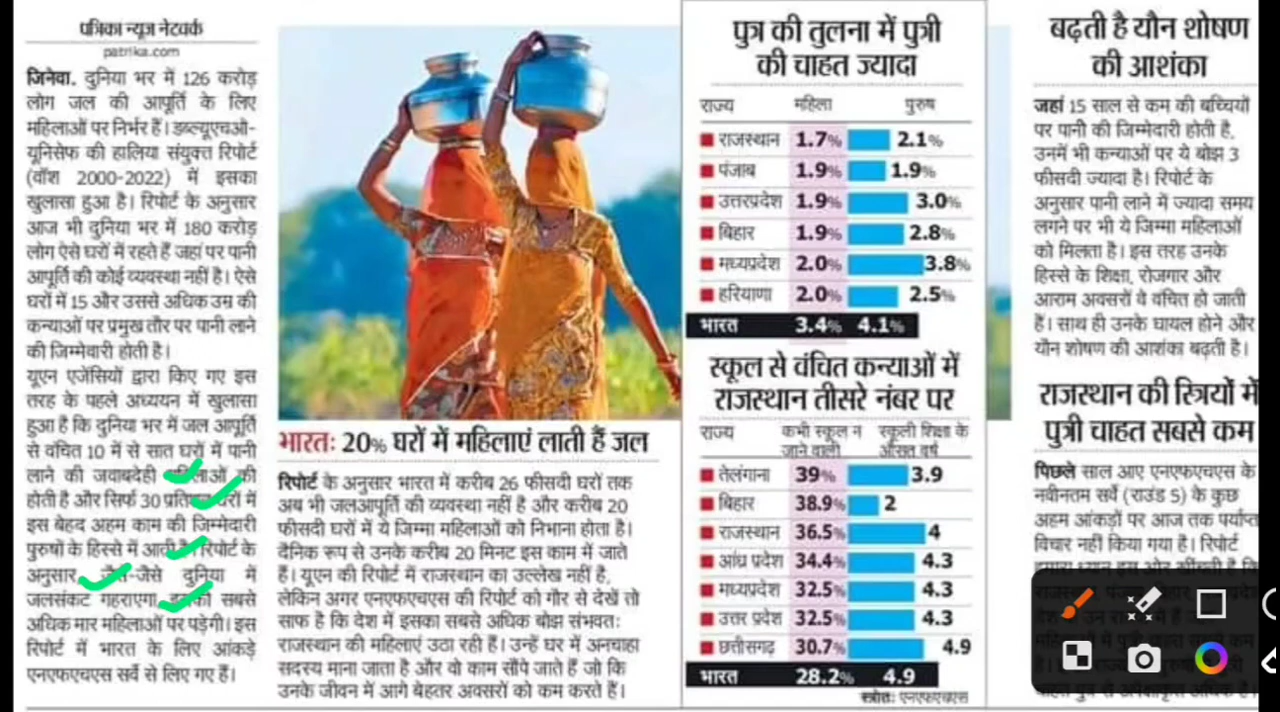 पत्रिका न्यूज नेटवर्क
patrika.com
जिनेवा. दुनिया भर में 126 करोड़
लोग जल की आपूर्ति के लिए
महिलाओं पर निर्भर हैं। डब्ल्यूएचओ-
यूनिसेफ की हालिया संयुक्त रिपोर्ट
(वॉश 2000-2022) में इसका
खुलासा हुआ है। रिपोर्ट के अनुसार
आज भी दुनिया भर में 180 करोड़
लोग ऐसे घरों में रहते हैं जहां पर पानी
आपूर्ति की कोई व्यवस्था नहीं है। ऐसे
घरों में 15 और उससे अधिक उम्र की
कन्याओं पर प्रमुख तौर पर पानी लाने
की जिम्मेवारी होती है।
यूएन एजेंसियों द्वारा किए गए इस
तरह के पहले अध्ययन में खुलासा
हुआ है कि दुनिया भर में जल आपूर्ति
से वंचित 10 में से सात घरों में पानी
लाने की जवाबदेही की
होती है और सिर्फ 30 में
इस बेहद अहम काम की जिम्मेदारी
पुरुषों के हिस्से में रिपोर्ट के
अनुसार दुनिया में
जलसंकट गहराएगा, सबसे
अधिक मार महिलाओं पर पड़ेगी। इस
रिपोर्ट में भारत के लिए आंकड़े
एनएफएचएस सर्वे से लिए गए हैं।
भारत: 20% घरों में महिलाएं लाती हैं जल
रिपोर्ट के अनुसार भारत में करीब 26 फीसदी घरों तक
अब भी जलआपूर्ति की व्यवस्था नहीं है और करीब 20
फीसदी घरों में ये जिम्मा महिलाओं को निभाना होता है।
दैनिक रूप से उनके करीब 20 मिनट इस काम में जाते
हैं। यूएन की रिपोर्ट में राजस्थान का उल्लेख नहीं है,
लेकिन अगर एनएफएचएस की रिपोर्ट को गौर से देखें तो
साफ है कि देश में इसका सबसे अधिक बोझ संभवत:
राजस्थान की महिलाएं उठा रही हैं। उन्हें घर में अनचाहा
सदस्य माना जाता है और वो काम सौंपे जाते हैं जो कि
उनके जीवन में आगे बेहतर अवसरों को कम करते हैं।
पुत्र की तुलना में पुत्री
की चाहत ज्यादा
राज्य महिला पुरुष
राजस्थान 1.7% 2.1%
पंजाब 1.9% 1.9%
उत्तरप्रदेश 1.9% 3.0%
बिहार 1.9% 2.8%
मध्यप्रदेश 2.0% 3.8%
हरियाणा 2.0% 2.5%
भारत 3.4% 4.1%
स्कूल से वंचित कन्याओं में
राजस्थान तीसरे नंबर पर
राज्य कभी स्कूल न स्कूली शिक्षा के
जाने वाली औसत वर्ष
तेलंगाना 39% 3.9
बिहार 38.9% 2
राजस्थान 36.5% 4
आंध्र प्रदेश 34.4% 4.3
मध्यप्रदेश 32.5% 4.3
उत्तर प्रदेश 32.5% 4.3
छत्तीसगढ़ 30.7% 4.9
भारत 28.2% 4.9
स्त्रोत: एनएफएचएस
बढ़ती है यौन शोषण
की आशंका
जहां 15 साल से कम की बच्चियों
पर पानी की जिम्मेदारी होती है,
उनमें भी कन्याओं पर ये बोझ 3
फीसदी ज्यादा है। रिपोर्ट के
अनुसार पानी लाने में ज्यादा समय
लगने पर भी ये जिम्मा महिलाओं
को मिलता है। इस तरह उनके
हिस्से के शिक्षा, रोजगार और
आराम अवसरों वे वंचित हो जाती
हैं। साथ ही उनके घायल होने और
यौन शोषण की आशंका बढ़ती है।
राजस्थान की स्त्रियों में
पुत्री चाहत सबसे कम
पिछले साल आए एनएफएचएस के
नवीनतम सर्वे (राउंड 5) के कुछ
अहम आंकड़ों पर आज तक पर्याप्त
विचार नहीं किया गया है। रिपोर्ट